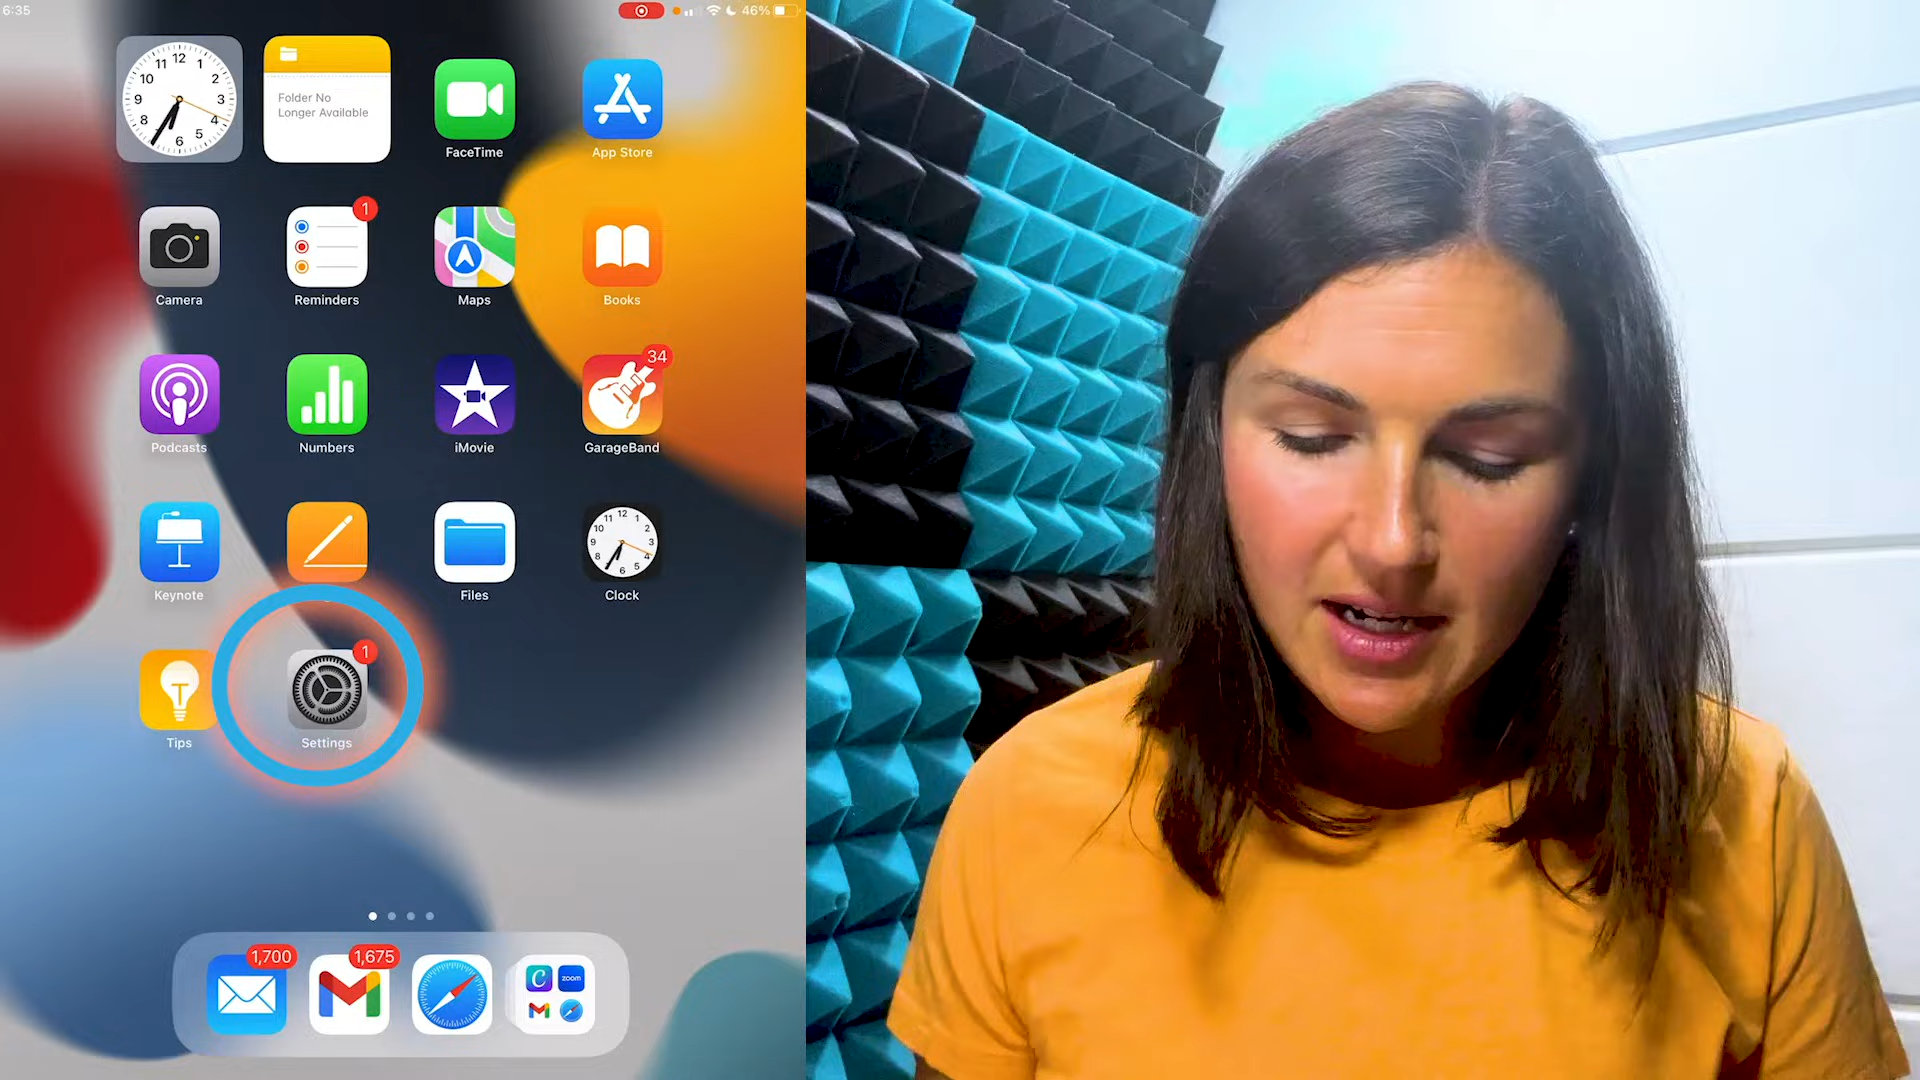 6:35
46%
12
11 1
10 2
9 3
8 4
7 5
6
Folder No
Longer Available
FaceTime
App Store
1
Camera
Reminders
Maps
Books
34
Podcasts
Numbers
iMovie
GarageBand
Keynote
Files
Clock
1
Tips
Settings
1,700
1,675
C
zoom